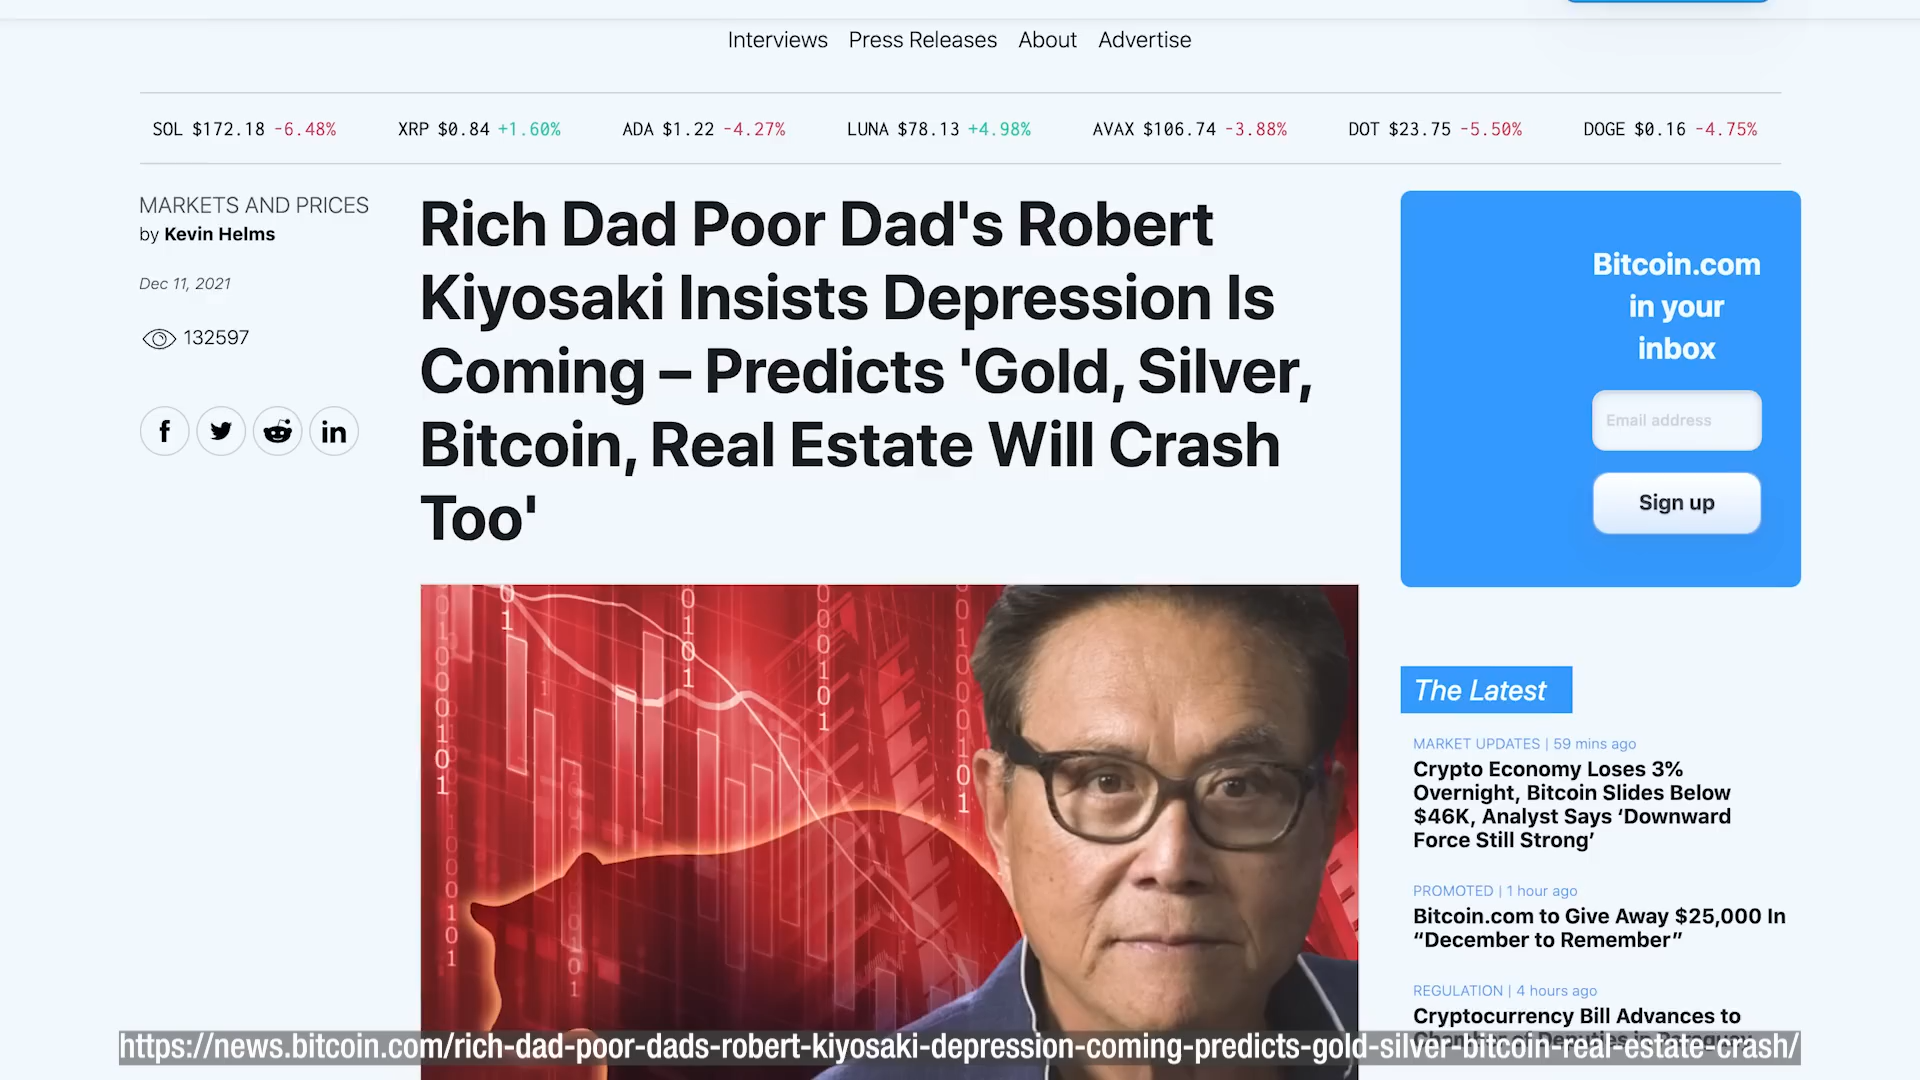 Interviews Press Releases About Advertise
SOL $172.18 -6.48% XRP $0.84 +1.60% ADA $1.22 -4.27% LUNA $78.13 +4.98% AVAX $106.74 -3.88% DOT $23.75 -5.50% DOGE $0.16 -4.75%
MARKETS AND PRICES
by Kevin Helms
Dec 11, 2021
132597
Rich Dad Poor Dad's Robert
Kiyosaki Insists Depression Is
Coming – Predicts 'Gold, Silver,
Bitcoin, Real Estate Will Crash
Too'
Bitcoin.com
in your
inbox
Email address
Sign up
The Latest
MARKET UPDATES | 59 mins ago
Crypto Economy Loses 3%
Overnight, Bitcoin Slides Below
$46K, Analyst Says ‘Downward
Force Still Strong’
PROMOTED | 1 hour ago
Bitcoin.com to Give Away $25,000 In
“December to Remember”
REGULATION | 4 hours ago
Cryptocurrency Bill Advances to
https://news.bitcoin.com/rich-dad-poor-dads-robert-kiyosaki-depression-coming-predicts-gold-silver-bitcoin-real-estate-crash/